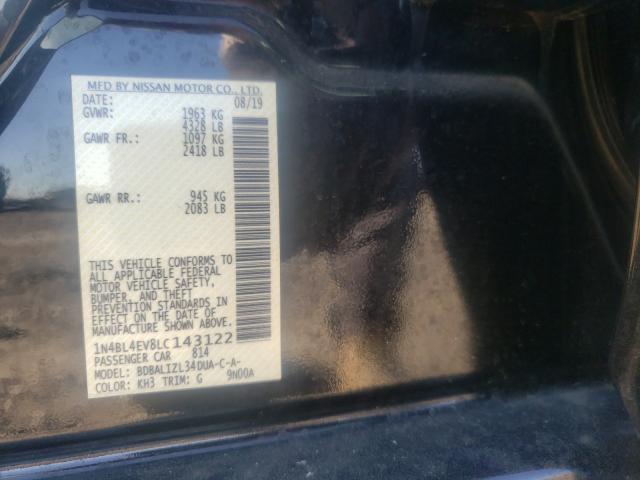 MFD BY NISSAN MOTOR CO., LTD.
DATE: 08/19
GVWR: 1963 KG
4328 LB
GAWR FR.: 1097 KG
2418 LB
GAWR RR.: 945 KG
2083 LB
THIS VEHICLE CONFORMS TO
ALL APPLICABLE FEDERAL
MOTOR VEHICLE SAFETY,
BUMPER, AND THEFT
PREVENTION STANDARDS IN
EFFECT ON THE DATE OF
MANUFACTURE SHOWN ABOVE.
1N4BL4EV8LC143122
PASSENGER CAR 814
MODEL: BDBALIZL34DUA-C-A-
COLOR: KH3 TRIM: G 9N00A